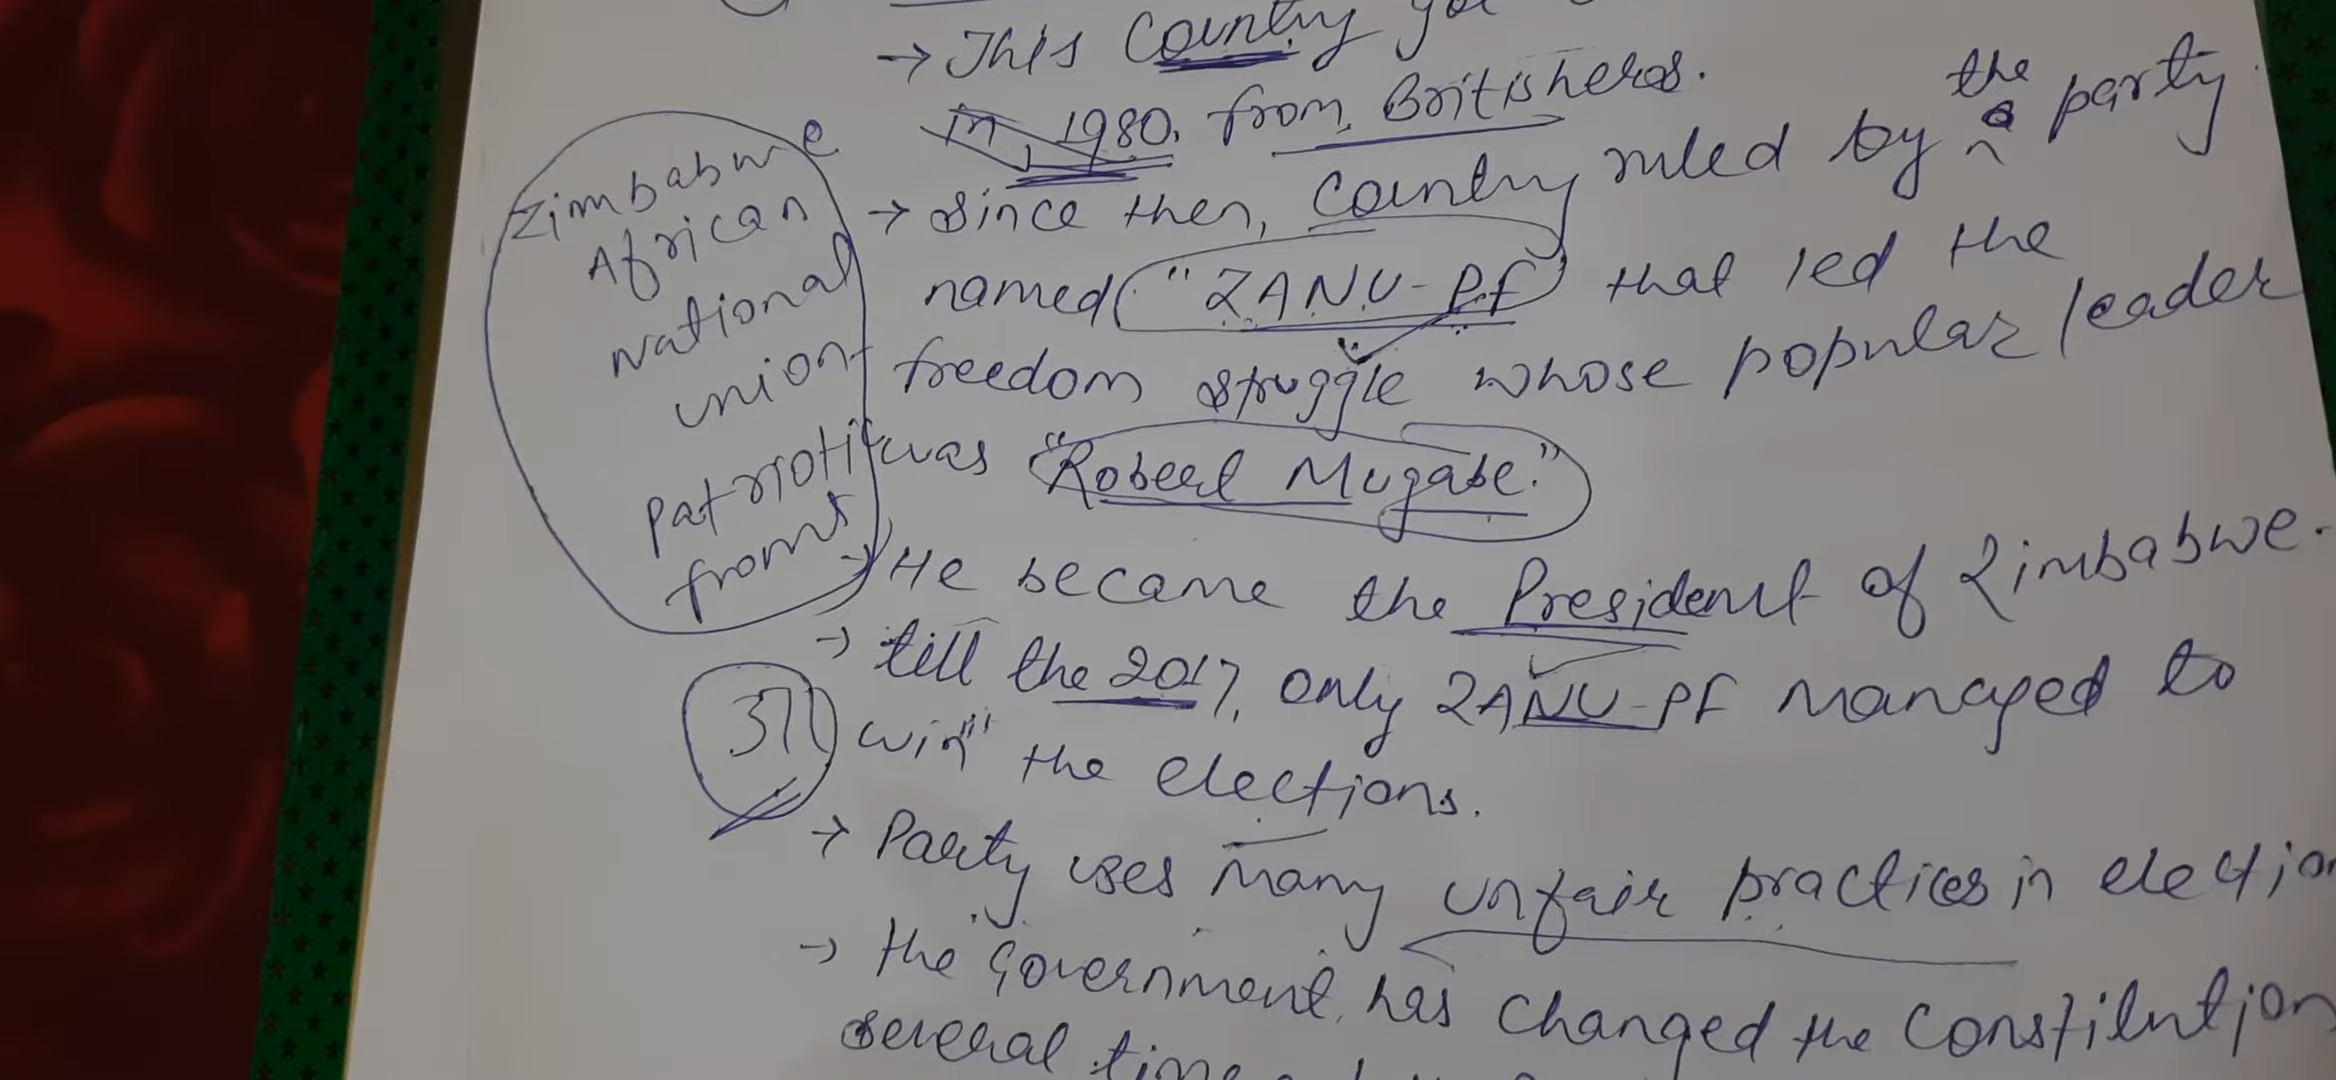 → This Country
in 1980, from Britishers.
→ Since then, Country ruled by the party
named "ZANU-PF" that led the
freedom struggle whose popular leader
was "Robert Mugabe."
→ He became the President of Zimbabwe.
→ till the 2017, only ZANU-PF managed to
win" the elections.
→ Party uses many unfair practices in election
→ the Government has changed the Constitution
several time
Zimbabwe
African
National
union
patrioti
front
37